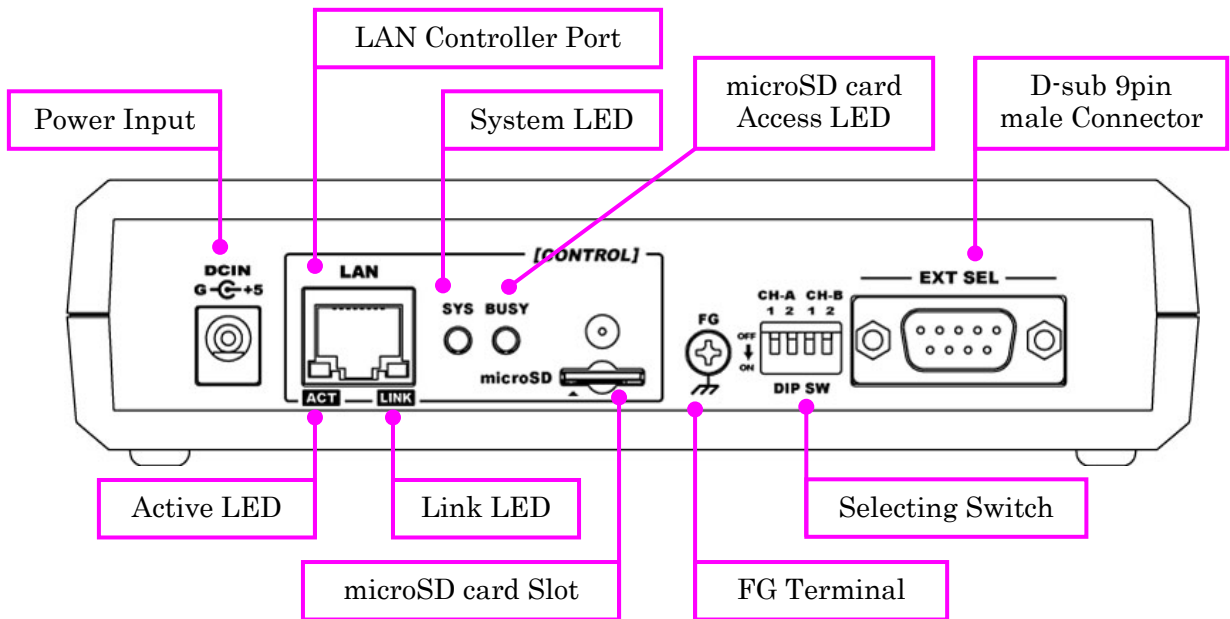 LAN Controller Port
Power Input
System LED
microSD card
Access LED
D-sub 9pin
male Connector
[CONTROL]
DCIN
G +5
LAN
SYS BUSY
microSD
ACT
LINK
FG
CH-A CH-B
1 2 1 2
OFF
ON
DIP SW
EXT SEL
Active LED
Link LED
Selecting Switch
microSD card Slot
FG Terminal